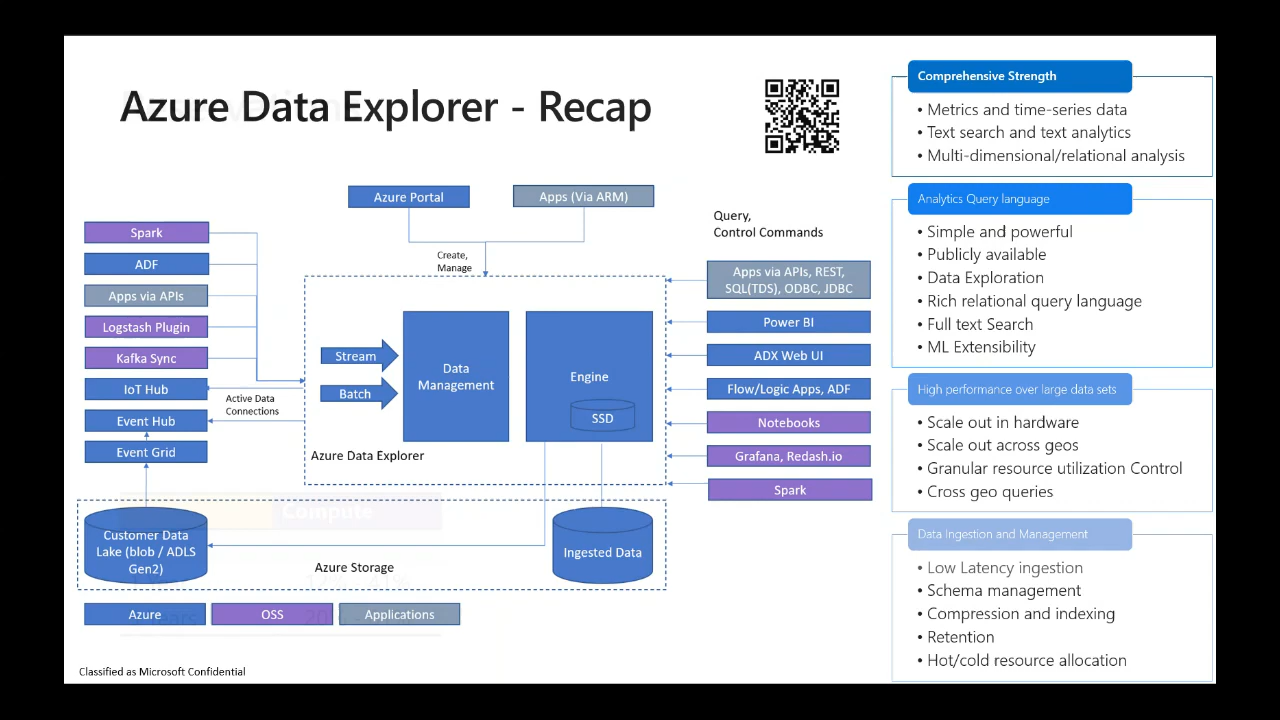 Azure Data Explorer - Recap
Azure Portal
Apps (Via ARM)
Create,
Manage
Spark
ADF
Apps via APIs
Logstash Plugin
Kafka Sync
IoT Hub
Event Hub
Event Grid
Active Data
Connections
Stream
Batch
Data
Management
Engine
SSD
Azure Data Explorer
Query,
Control Commands
Apps via APIs, REST,
SQL(TDS), ODBC, JDBC
Power BI
ADX Web UI
Flow/Logic Apps, ADF
Notebooks
Grafana, Redash.io
Spark
Compute
Customer Data
Lake (blob / ADLS
Gen2)
Azure Storage
Ingested Data
Azure
OSS
Applications
Classified as Microsoft Confidential
Comprehensive Strength
• Metrics and time-series data
• Text search and text analytics
• Multi-dimensional/relational analysis
Analytics Query language
• Simple and powerful
• Publicly available
• Data Exploration
• Rich relational query language
• Full text Search
• ML Extensibility
High performance over large data sets
• Scale out in hardware
• Scale out across geos
• Granular resource utilization Control
• Cross geo queries
Data Ingestion and Management
• Low Latency ingestion
• Schema management
• Compression and indexing
• Retention
• Hot/cold resource allocation